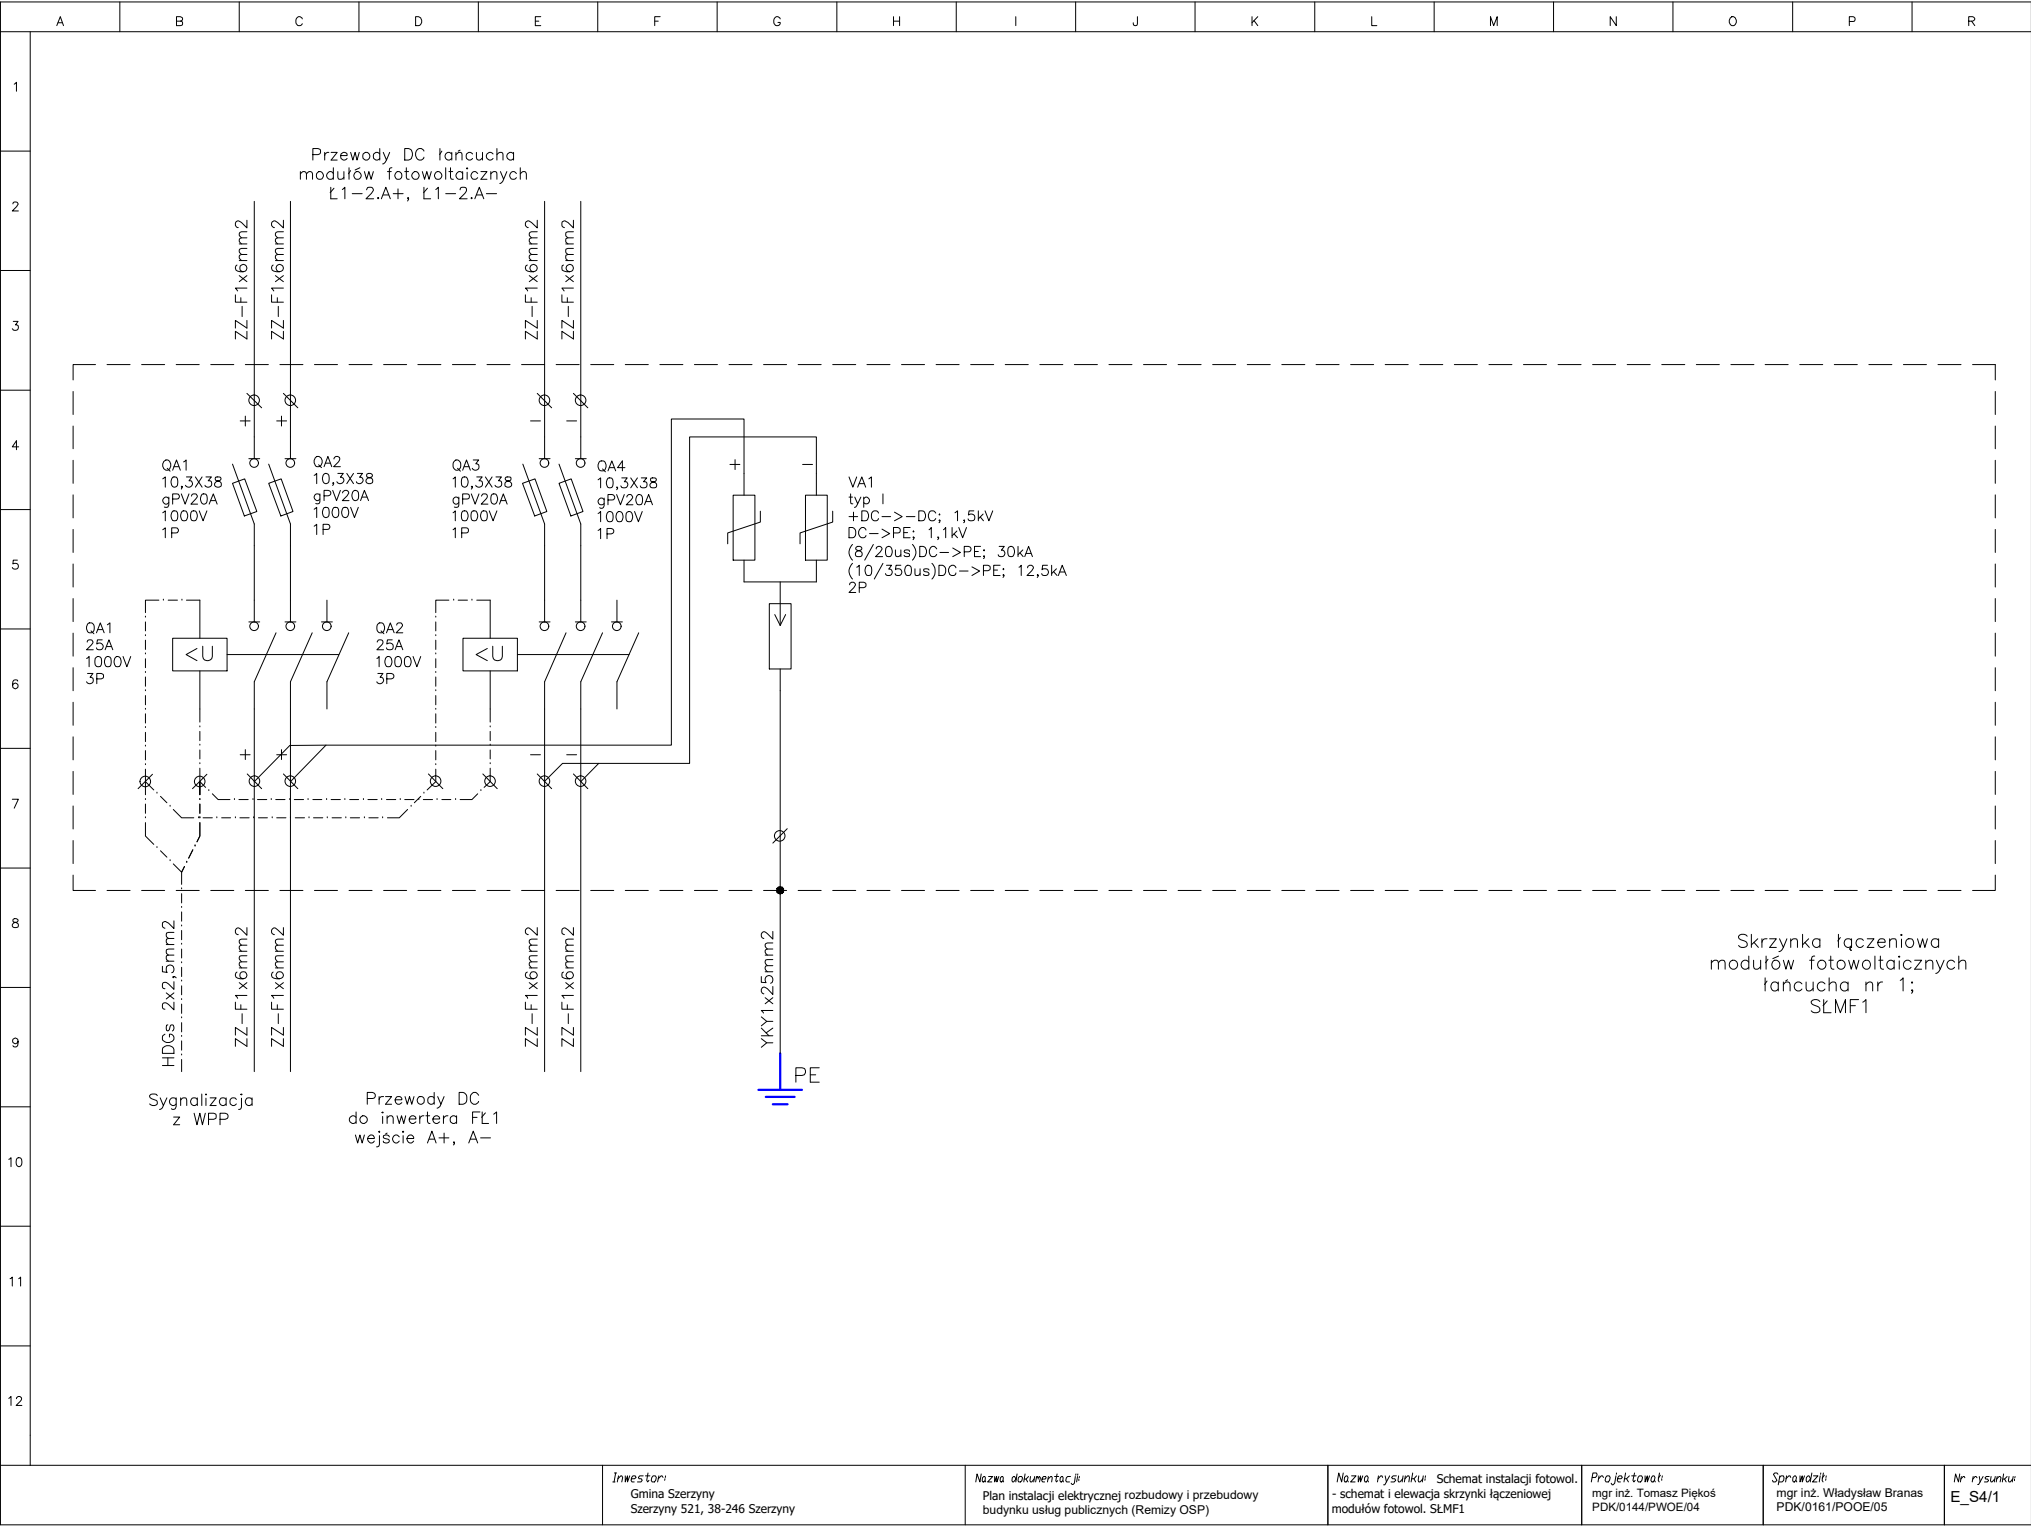 A B C D E F G H I J K L M N O P R
1
2
3
4
5
6
7
8
9
10
11
12
Przewody DC łańcucha
modułów fotowoltaicznych
Ł1-2.A+, Ł1-2.A-
ZZ-F1x6mm2
ZZ-F1x6mm2
ZZ-F1x6mm2
ZZ-F1x6mm2
+ + - -
QA1
10,3X38
gPV20A
1000V
1P
QA2
10,3X38
gPV20A
1000V
1P
QA3
10,3X38
gPV20A
1000V
1P
QA4
10,3X38
gPV20A
1000V
1P
+ -
VA1
typ I
+DC->-DC; 1,5kV
DC->PE; 1,1kV
(8/20us)DC->PE; 30kA
(10/350us)DC->PE; 12,5kA
2P
QA1
25A
1000V
3P
<U
QA2
25A
1000V
3P
<U
+ + - -
HDGs 2x2,5mm2
ZZ-F1x6mm2
ZZ-F1x6mm2
ZZ-F1x6mm2
ZZ-F1x6mm2
YKY1x25mm2
PE
Sygnalizacja
z WPP
Przewody DC
do inwertera FŁ1
wejście A+, A-
Skrzynka łączeniowa
modułów fotowoltaicznych
łańcucha nr 1;
SŁMF1
Inwestor:
Gmina Szerzyny
Szerzyny 521, 38-246 Szerzyny
Nazwa dokumentacji:
Plan instalacji elektrycznej rozbudowy i przebudowy
budynku usług publicznych (Remizy OSP)
Nazwa rysunku: Schemat instalacji fotowol.
- schemat i elewacja skrzynki łączeniowej
modułów fotowol. SŁMF1
Projektował:
mgr inż. Tomasz Piękoś
PDK/0144/PWOE/04
Sprawdził:
mgr inż. Władysław Branas
PDK/0161/POOE/05
Nr rysunku:
E_S4/1